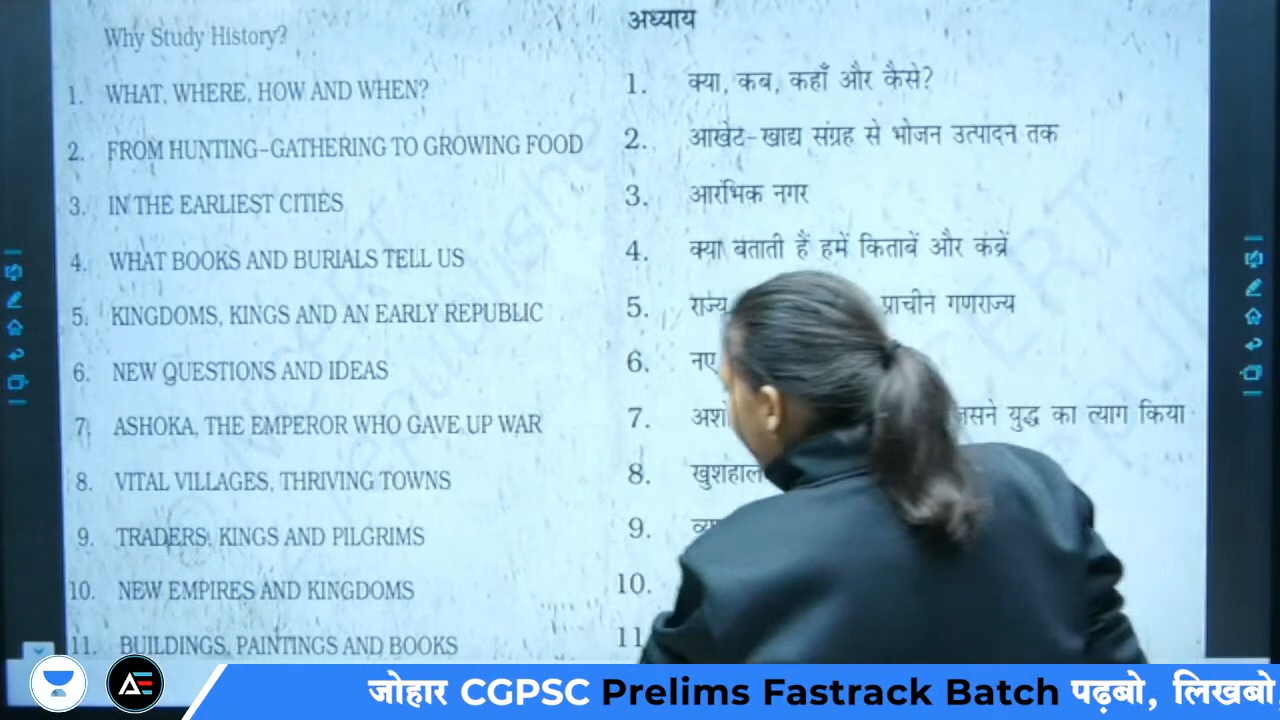 Why Study History?
1. WHAT, WHERE, HOW AND WHEN?
2. FROM HUNTING–GATHERING TO GROWING FOOD
3. IN THE EARLIEST CITIES
4. WHAT BOOKS AND BURIALS TELL US
5. KINGDOMS, KINGS AND AN EARLY REPUBLIC
6. NEW QUESTIONS AND IDEAS
7. ASHOKA, THE EMPEROR WHO GAVE UP WAR
8. VITAL VILLAGES, THRIVING TOWNS
9. TRADERS, KINGS AND PILGRIMS
10. NEW EMPIRES AND KINGDOMS
11. BUILDINGS, PAINTINGS AND BOOKS
अध्याय
1. क्या, कब, कहाँ और कैसे?
2. आखेट-खाद्य संग्रह से भोजन उत्पादन तक
3. आरंभिक नगर
4. क्या बताती हैं हमें किताबें और कब्रें
5. राज्य प्राचीन गणराज्य
6. नए
7. युद्ध का त्याग किया
8.
9.
10.
11
AE
जोहार CGPSC Prelims Fastrack Batch पढ़बो, लिखबो,